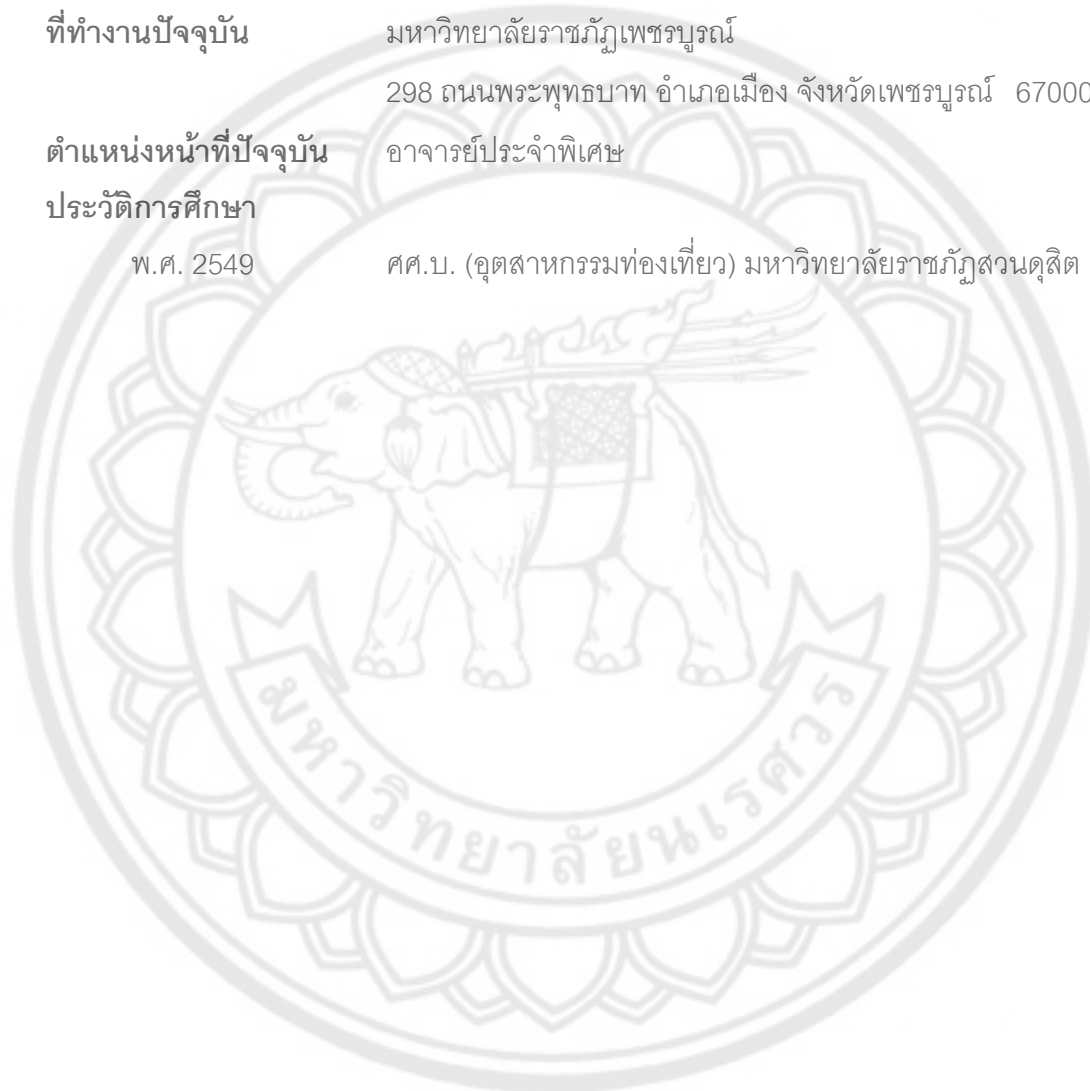 ที่ทำงานปัจจุบัน มหาวิทยาลัยราชภัฏเพชรบูรณ์
298 ถนนพระพุทธบาท อำเภอเมือง จังหวัดเพชรบูรณ์ 67000
ตำแหน่งหน้าที่ปัจจุบัน อาจารย์ประจำพิเศษ
ประวัติการศึกษา
พ.ศ. 2549 ศศ.บ. (อุตสาหกรรมท่องเที่ยว) มหาวิทยาลัยราชภัฏสวนดุสิต
มหาวิทยาลัยนเรศวร